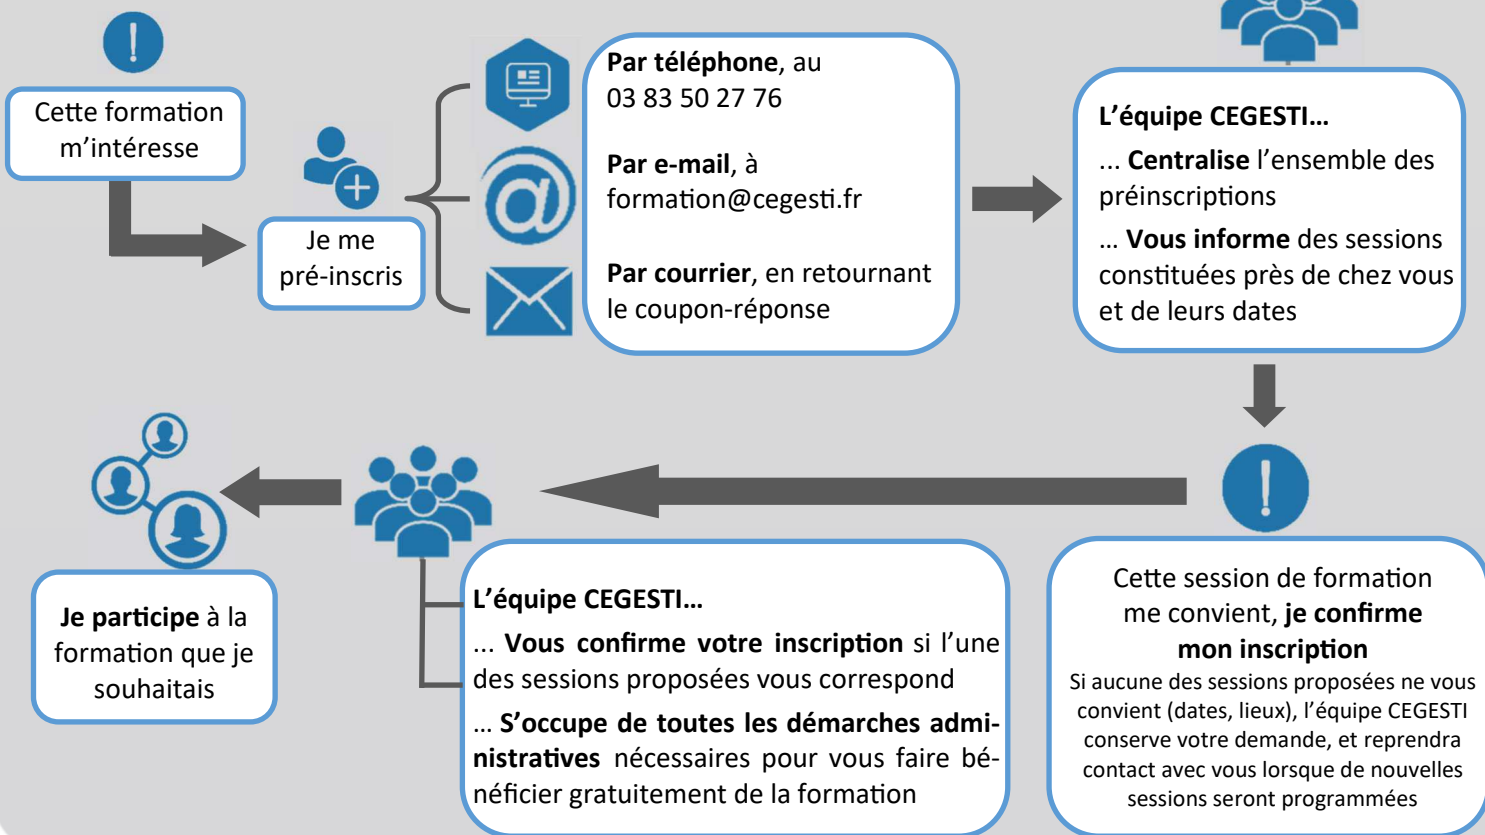 Cette formation
m’intéresse
Je me
pré-inscris
Par téléphone, au
03 83 50 27 76
Par e-mail, à
formation@cegesti.fr
Par courrier, en retournant
le coupon-réponse
L’équipe CEGESTI...
... Centralise l’ensemble des
préinscriptions
... Vous informe des sessions
constituées près de chez vous
et de leurs dates
Cette session de formation
me convient, je confirme
mon inscription
Si aucune des sessions proposées ne vous
convient (dates, lieux), l’équipe CEGESTI
conserve votre demande, et reprendra
contact avec vous lorsque de nouvelles
sessions seront programmées
L’équipe CEGESTI...
... Vous confirme votre inscription si l’une
des sessions proposées vous correspond
... S’occupe de toutes les démarches admi-
nistratives nécessaires pour vous faire bé-
néficier gratuitement de la formation
Je participe à la
formation que je
souhaitais